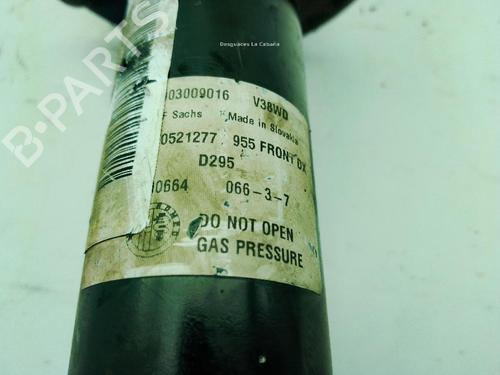 Desguaces La Cabaña
B-PARTS
03009016 V38WD
Sachs Made in Slovakia
0521277 955 FRONT DX
D295
0664 066-3-7
DO NOT OPEN
GAS PRESSURE